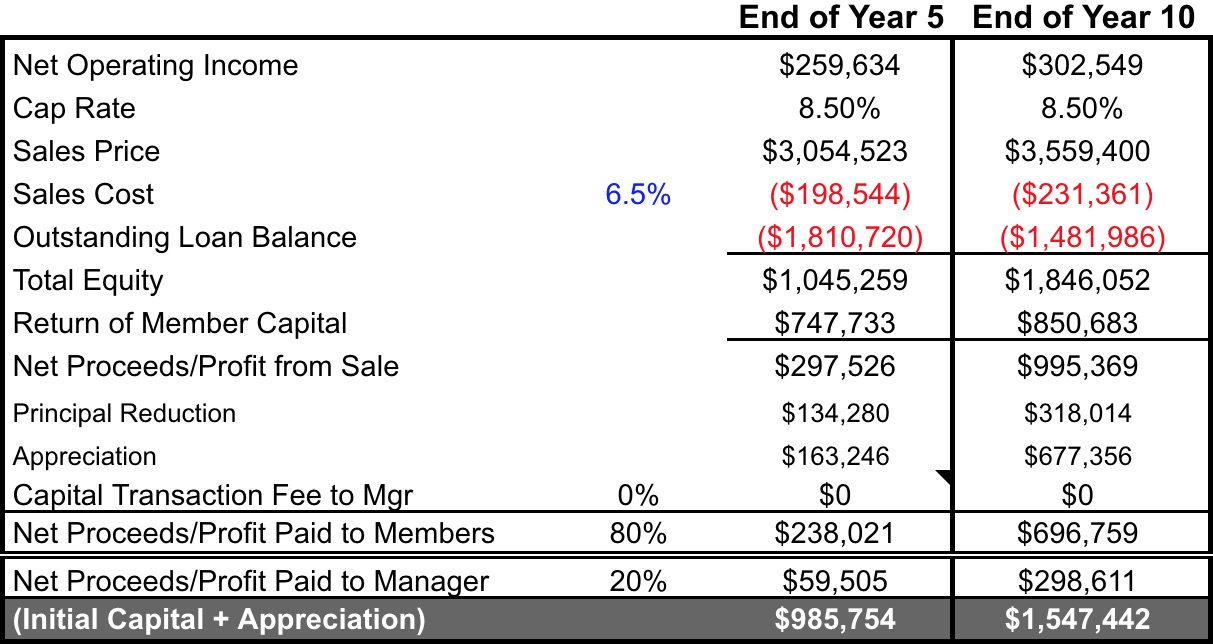 End of Year 5 End of Year 10
Net Operating Income $259,634 $302,549
Cap Rate 8.50% 8.50%
Sales Price $3,054,523 $3,559,400
Sales Cost 6.5% ($198,544) ($231,361)
Outstanding Loan Balance ($1,810,720) ($1,481,986)
Total Equity $1,045,259 $1,846,052
Return of Member Capital $747,733 $850,683
Net Proceeds/Profit from Sale $297,526 $995,369
Principal Reduction $134,280 $318,014
Appreciation $163,246 $677,356
Capital Transaction Fee to Mgr 0% $0 $0
Net Proceeds/Profit Paid to Members 80% $238,021 $696,759
Net Proceeds/Profit Paid to Manager 20% $59,505 $298,611
(Initial Capital + Appreciation) $985,754 $1,547,442